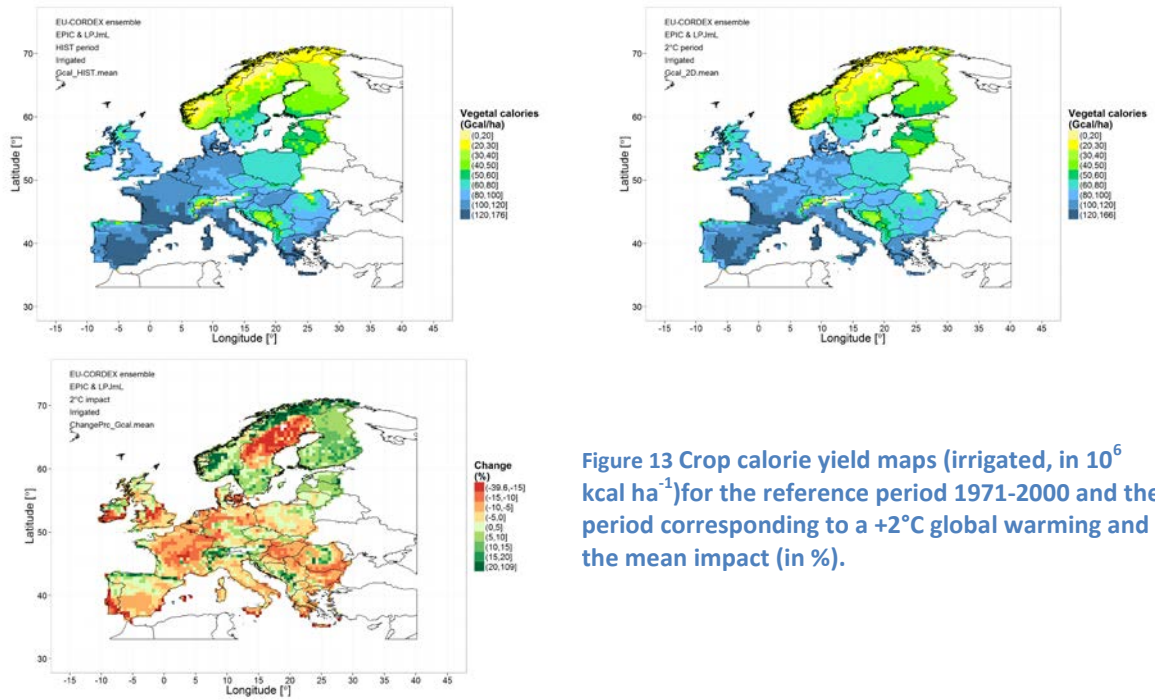 EU-CORDEX ensemble
EPIC & LPJmL
HIST period
Irrigated
Gcal_HIST.mean
70
60
50
40
30
Latitude [°]
-15 -10 -5 0 5 10 15 20 25 30 35 40 45
Longitude [°]
Vegetal calories
(Gcal/ha)
(0,20]
(20,30]
(30,40]
(40,50]
(50,60]
(60,80]
(80,100]
(100,120]
(120,176]
EU-CORDEX ensemble
EPIC & LPJmL
2°C period
Irrigated
Gcal_2D.mean
70
60
50
40
30
Latitude [°]
-15 -10 -5 0 5 10 15 20 25 30 35 40 45
Longitude [°]
Vegetal calories
(Gcal/ha)
(0,20]
(20,30]
(30,40]
(40,50]
(50,60]
(60,80]
(80,100]
(100,120]
(120,166]
EU-CORDEX ensemble
EPIC & LPJmL
2°C impact
Irrigated
ChangePrc_Gcal.mean
70
60
50
40
30
Latitude [°]
-15 -10 -5 0 5 10 15 20 25 30 35 40 45
Longitude [°]
Change
(%)
(-39.6,-15]
(-15,-10]
(-10,-5]
(-5,0]
(0,5]
(5,10]
(10,15]
(15,20]
(20,109]
Figure 13 Crop calorie yield maps (irrigated, in 10⁶
kcal ha⁻¹)for the reference period 1971-2000 and the
period corresponding to a +2°C global warming and
the mean impact (in %).